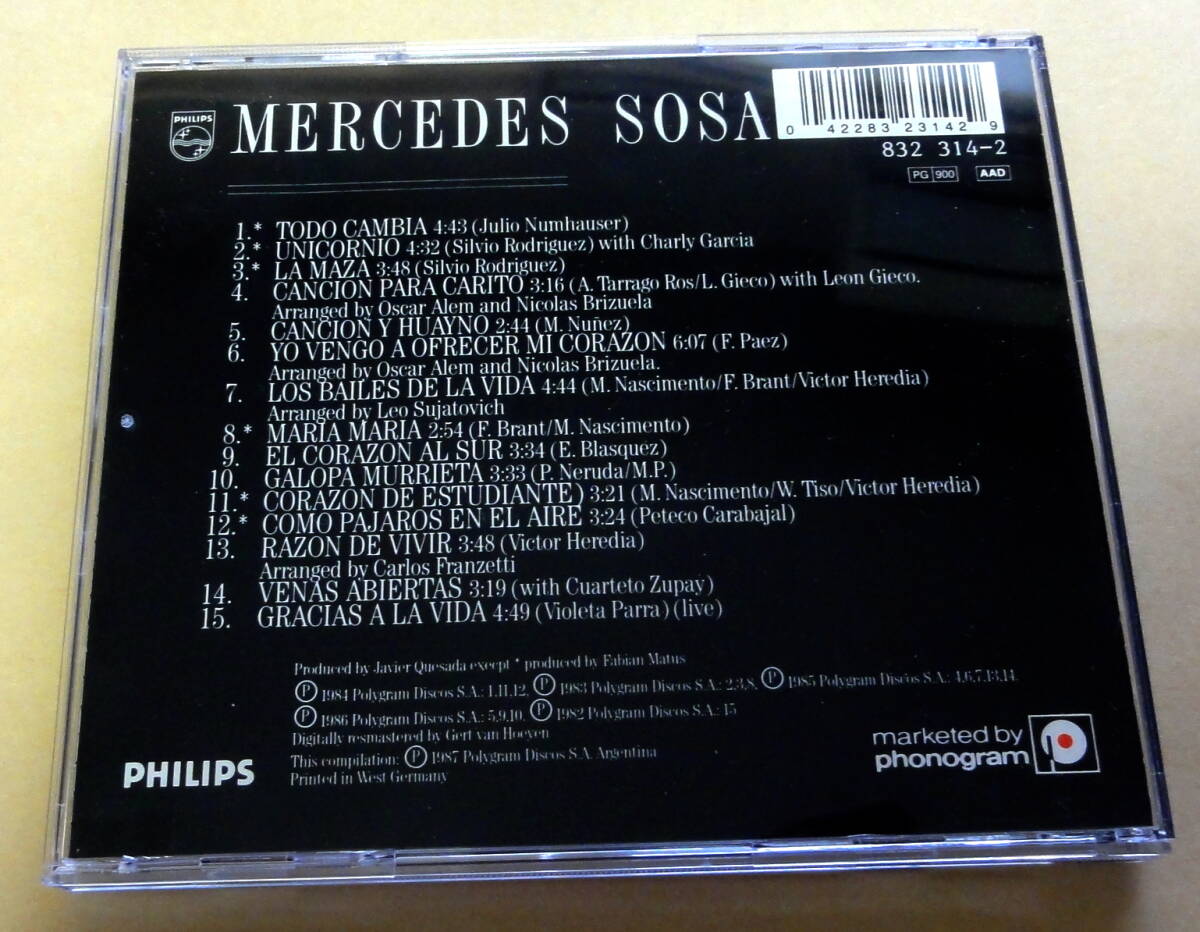 PHILIPS
MERCEDES SOSA
0 42283 23142 9
832 314-2
PG 900 AAD
1.* TODO CAMBIA 4:43 (Julio Numhauser)
2.* UNICORNIO 4:32 (Silvio Rodriguez) with Charly Garcia
3.* LA MAZA 3:48 (Silvio Rodriguez)
4. CANCION PARA CARITO 3:16 (A. Tarrago Ros/L. Gieco) with Leon Gieco.
Arranged by Oscar Alem and Nicolas Brizuela
5. CANCION Y HUAYNO 2:44 (M. Nuñez)
6. YO VENGO A OFRECER MI CORAZON 6:07 (F. Paez)
Arranged by Oscar Alem and Nicolas Brizuela.
7. LOS BAILES DE LA VIDA 4:44 (M. Nascimento/F. Brant/Victor Heredia)
Arranged by Leo Sujatovich
8.* MARIA MARIA 2:54 (F. Brant/M. Nascimento)
9. EL CORAZON AL SUR 3:34 (E. Blasquéz)
10. GALOPA MURRIETA 3:33 (P. Neruda/M.P.)
11.* CORAZON DE ESTUDIANTE) 3:21 (M. Nascimento/W. Tiso/Victor Heredia)
12.* COMO PAJAROS EN EL AIRE 3:24 (Peteco Carabajal)
13. RAZON DE VIVIR 3:48 (Victor Heredia)
Arranged by Carlos Franzetti
14. VENAS ABIERTAS 3:19 (with Cuarteto Zupay)
15. GRACIAS A LA VIDA 4:49 (Violeta Parra) (live)
Produced by Javier Quesada execpt * produced by Fabian Matus
Ⓟ 1984 Polygram Discos S.A.: 1,11,12. Ⓟ 1983 Polygram Discos S.A.: 2,3,8. Ⓟ 1985 Polygram Discos S.A.: 4,6,7,13,14.
Ⓟ 1986 Polygram Discos S.A.: 5,9,10. Ⓟ 1982 Polygram Discos S.A.: 15
Digitally resmastered by Gert van Hoeven
This compilation: Ⓟ 1987 Polygram Discos S.A. Argentina
Printed in West Germany
PHILIPS
marketed by
phonogram